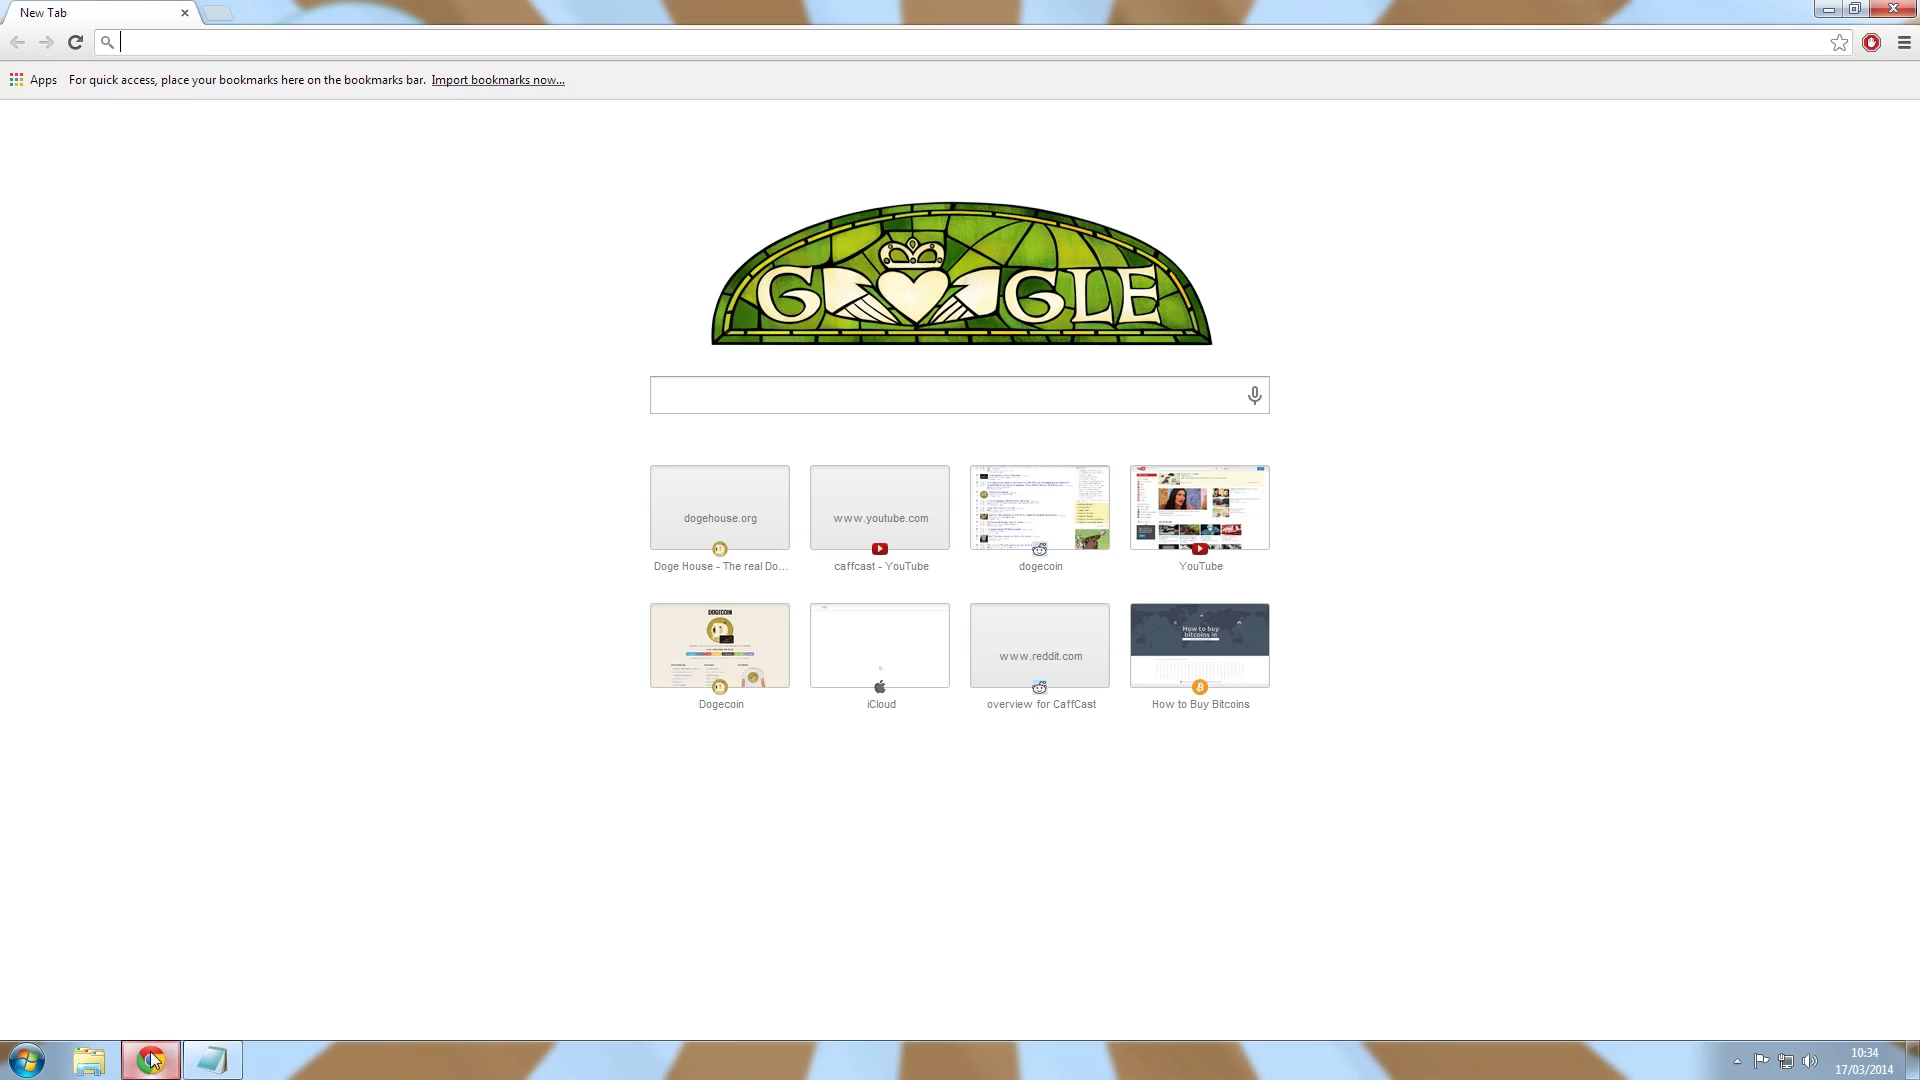 New Tab
Apps For quick access, place your bookmarks here on the bookmarks bar. Import bookmarks now...
GOOGLE
dogehouse.org
www.youtube.com
Doge House - The real Do...
caffcast - YouTube
dogecoin
YouTube
DOGECOIN
How to buy
bitcoins in
www.reddit.com
Dogecoin
iCloud
overview for CaffCast
How to Buy Bitcoins
10:34
17/03/2014